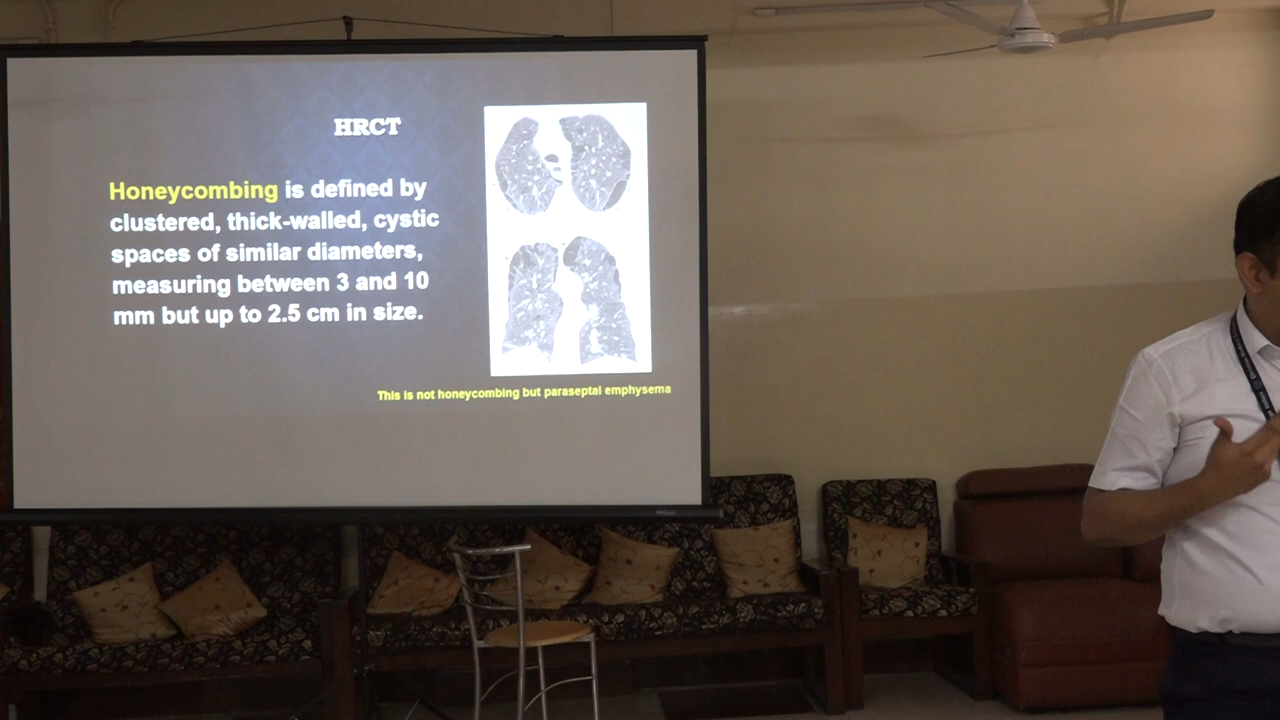 HRCT
Honeycombing is defined by
clustered, thick-walled, cystic
spaces of similar diameters,
measuring between 3 and 10
mm but up to 2.5 cm in size.
This is not honeycombing but paraseptal emphysema